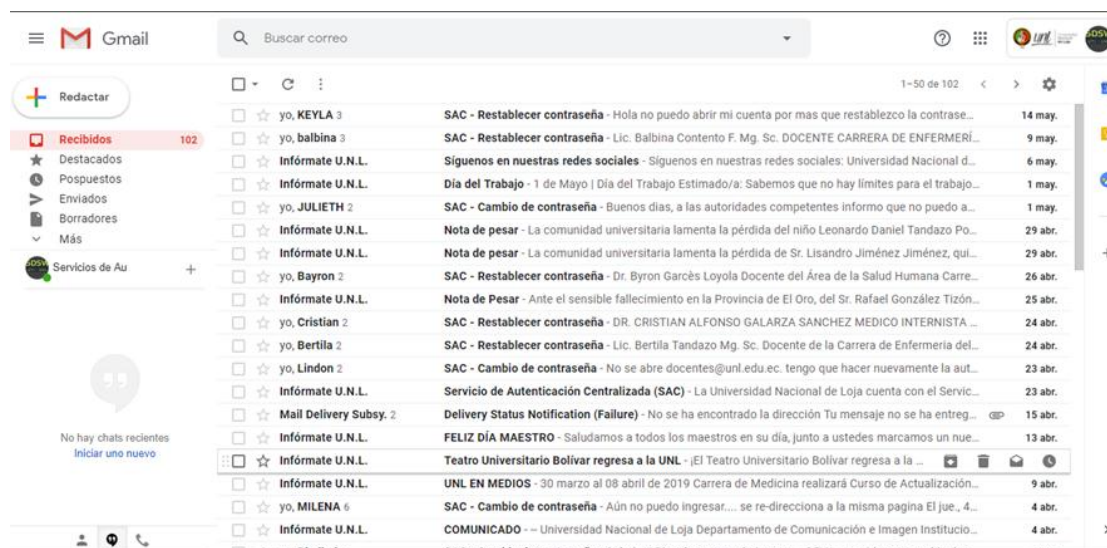 Gmail
Buscar correo
unl
Redactar
1–50 de 102
Recibidos 102
Destacados
Pospuestos
Enviados
Borradores
Más
Servicios de Au
No hay chats recientes
Iniciar uno nuevo
yo, KEYLA 3 SAC - Restablecer contraseña - Hola no puedo abrir mi cuenta por mas que restablezco la contrase... 14 may.
yo, balbina 3 SAC - Restablecer contraseña - Lic. Balbina Contento F. Mg. Sc. DOCENTE CARRERA DE ENFERMERÍ... 9 may.
Infórmate U.N.L. Síguenos en nuestras redes sociales - Síguenos en nuestras redes sociales: Universidad Nacional d... 6 may.
Infórmate U.N.L. Día del Trabajo - 1 de Mayo | Día del Trabajo Estimado/a: Sabemos que no hay límites para el trabajo... 1 may.
yo, JULIETH 2 SAC - Cambio de contraseña - Buenos dias, a las autoridades competentes informo que no puedo a... 1 may.
Infórmate U.N.L. Nota de pesar - La comunidad universitaria lamenta la pérdida del niño Leonardo Daniel Tandazo Po... 29 abr.
Infórmate U.N.L. Nota de pesar - La comunidad universitaria lamenta la pérdida de Sr. Lisandro Jiménez Jiménez, qui... 29 abr.
yo, Bayron 2 SAC - Restablecer contraseña - Dr. Byron Garcès Loyola Docente del Área de la Salud Humana Carre... 26 abr.
Infórmate U.N.L. Nota de Pesar - Ante el sensible fallecimiento en la Provincia de El Oro, del Sr. Rafael González Tizón... 25 abr.
yo, Cristian 2 SAC - Restablecer contraseña - DR. CRISTIAN ALFONSO GALARZA SANCHEZ MEDICO INTERNISTA ... 24 abr.
yo, Bertila 2 SAC - Restablecer contraseña - Lic. Bertila Tandazo Mg. Sc. Docente de la Carrera de Enfermeria del... 24 abr.
yo, Lindon 2 SAC - Cambio de contraseña - No se abre docentes@unl.edu.ec. tengo que hacer nuevamente la aut... 23 abr.
Infórmate U.N.L. Servicio de Autenticación Centralizada (SAC) - La Universidad Nacional de Loja cuenta con el Servic... 23 abr.
Mail Delivery Subsy. 2 Delivery Status Notification (Failure) - No se ha encontrado la dirección Tu mensaje no se ha entreg... 15 abr.
Infórmate U.N.L. FELIZ DÍA MAESTRO - Saludamos a todos los maestros en su día, junto a ustedes marcamos un nue... 13 abr.
Infórmate U.N.L. Teatro Universitario Bolívar regresa a la UNL - ¡El Teatro Universitario Bolívar regresa a la ...
Infórmate U.N.L. UNL EN MEDIOS - 30 marzo al 08 abril de 2019 Carrera de Medicina realizará Curso de Actualización... 9 abr.
yo, MILENA 6 SAC - Cambio de contraseña - Aún no puedo ingresar.... se re-direcciona a la misma pagina El jue., 4... 4 abr.
Infórmate U.N.L. COMUNICADO - -- Universidad Nacional de Loja Departamento de Comunicación e Imagen Institucio... 4 abr.